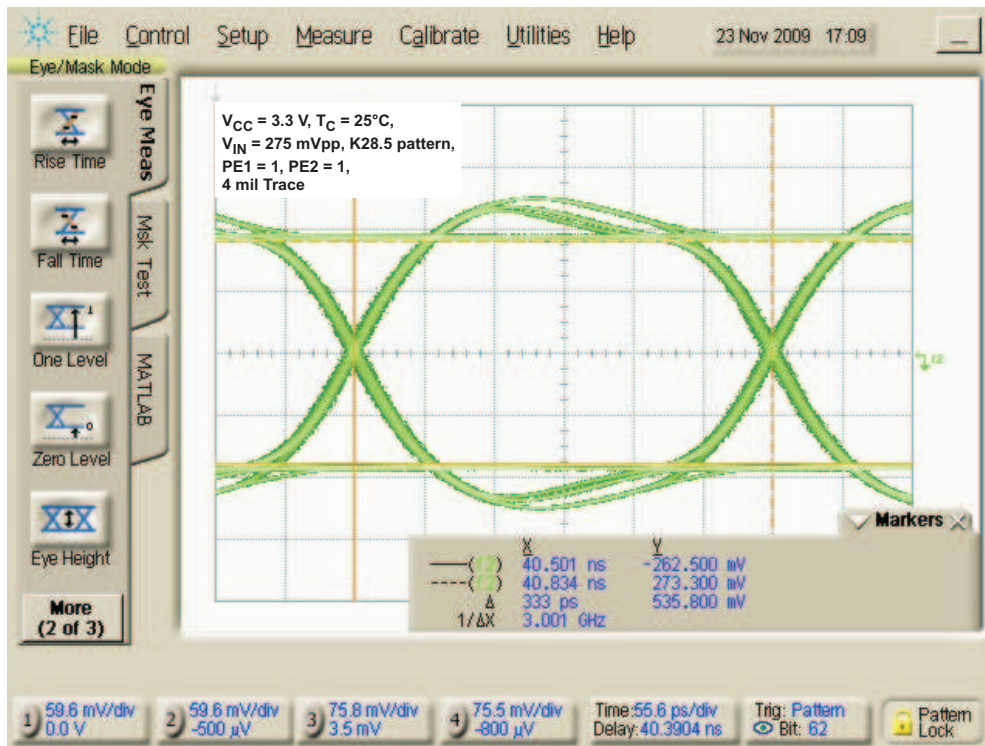 File Control Setup Measure Calibrate Utilities Help 23 Nov 2009 17:09
Eye/Mask Mode
Eye Meas
Msk Test
MATLAB
Rise Time
Fall Time
One Level
Zero Level
Eye Height
More
(2 of 3)
VCC = 3.3 V, TC = 25°C,
VIN = 275 mVpp, K28.5 pattern,
PE1 = 1, PE2 = 1,
4 mil Trace
Markers
X Y
——(f2) 40.501 ns -262.500 mV
----(f2) 40.834 ns 273.300 mV
Δ 333 ps 535.800 mV
1/ΔX 3.001 GHz
1) 59.6 mV/div
0.0 V
2) 59.6 mV/div
-500 µV
3) 75.8 mV/div
3.5 mV
4) 75.5 mV/div
-800 µV
Time:55.6 ps/div
Delay:40.3904 ns
Trig: Pattern
Bit: 62
Pattern
Lock